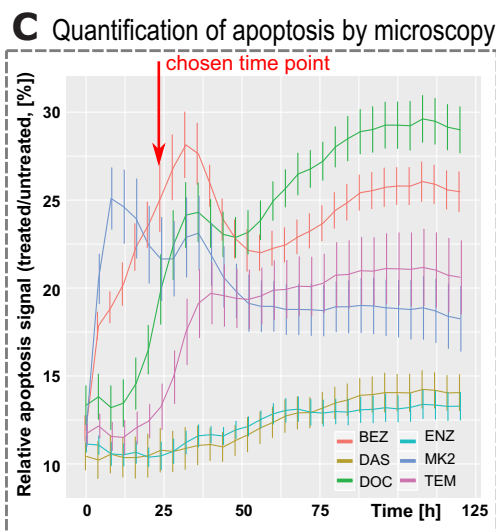 C Quantification of apoptosis by microscopy
chosen time point
Relative apoptosis signal (treated/untreated, [%])
30
25
20
15
10
BEZ ENZ
DAS MK2
DOC TEM
0 25 50 75 100 125
Time [h]